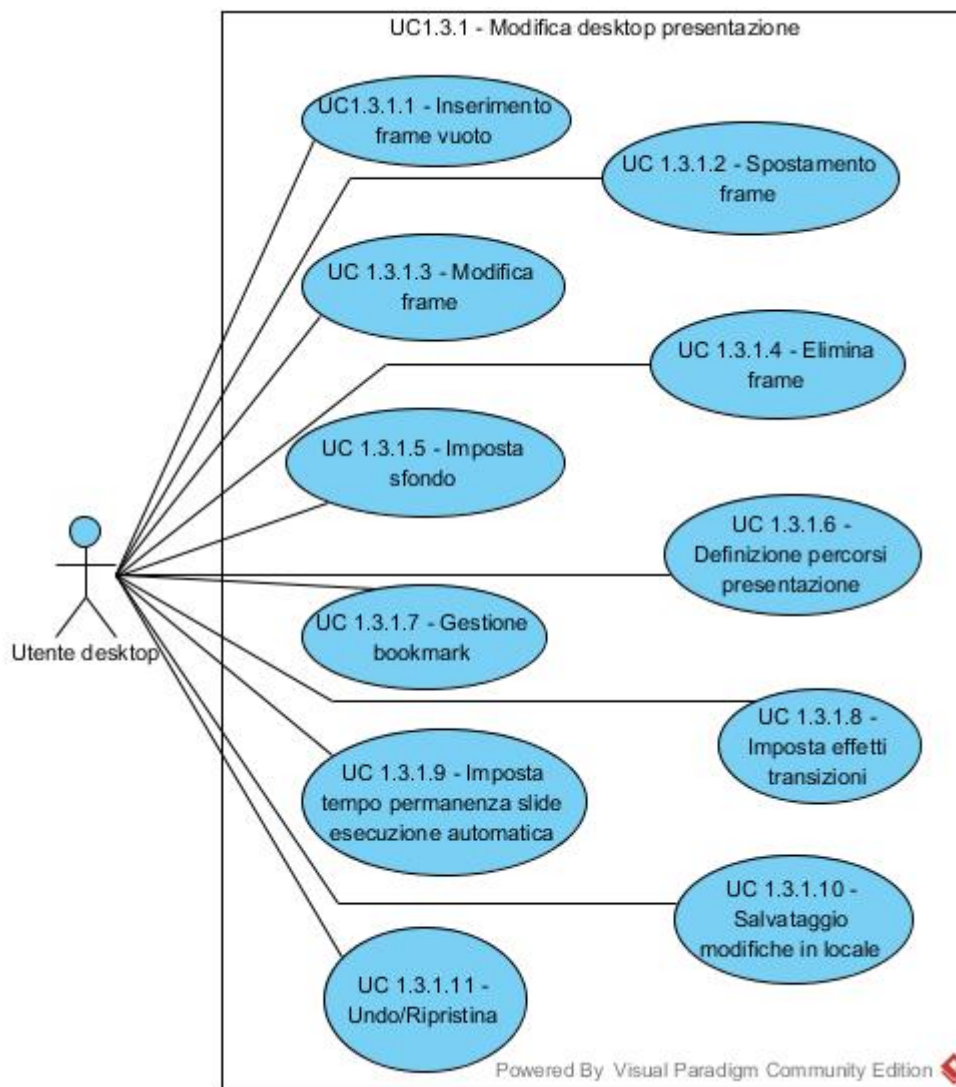 UC1.3.1 - Modifica desktop presentazione
UC1.3.1.1 - Inserimento
frame vuoto
UC 1.3.1.2 - Spostamento
frame
UC 1.3.1.3 - Modifica
frame
UC 1.3.1.4 - Elimina
frame
UC 1.3.1.5 - Imposta
sfondo
UC 1.3.1.6 -
Definizione percorsi
presentazione
Utente desktop
UC 1.3.1.7 - Gestione
bookmark
UC 1.3.1.8 -
Imposta effetti
transizioni
UC 1.3.1.9 - Imposta
tempo permanenza slide
esecuzione automatica
UC 1.3.1.10 -
Salvataggio
modifiche in locale
UC 1.3.1.11 -
Undo/Ripristina
Powered By Visual Paradigm Community Edition